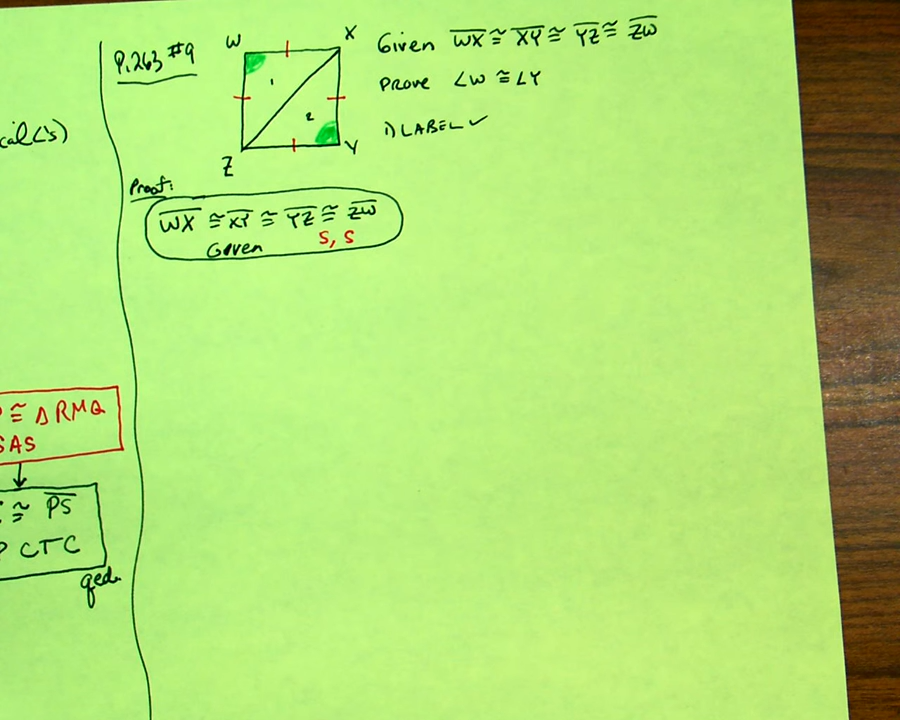 cal∠'s)
≅ Δ RMQ
SAS
≅ PS
P CTC
qed.
P.263 #9
W
X
1
2
Z
Y
Given WX ≅ XY ≅ YZ ≅ ZW
PROVE ∠W ≅ ∠Y
1) LABEL ✓
Proof:
WX ≅ XY ≅ YZ ≅ ZW
Given S, S